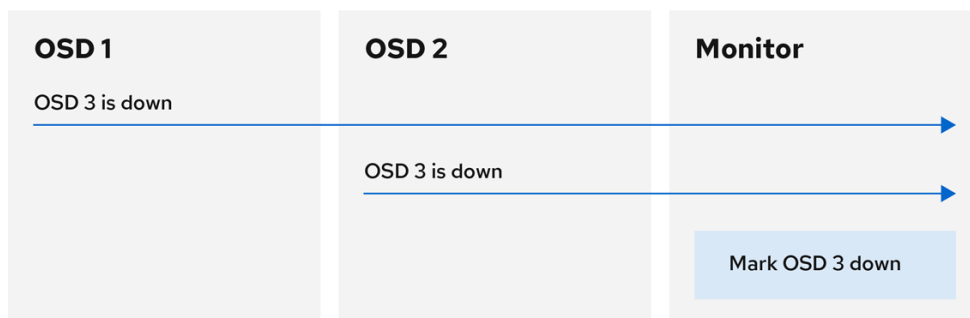 OSD 1
OSD 2
Monitor
OSD 3 is down
OSD 3 is down
Mark OSD 3 down